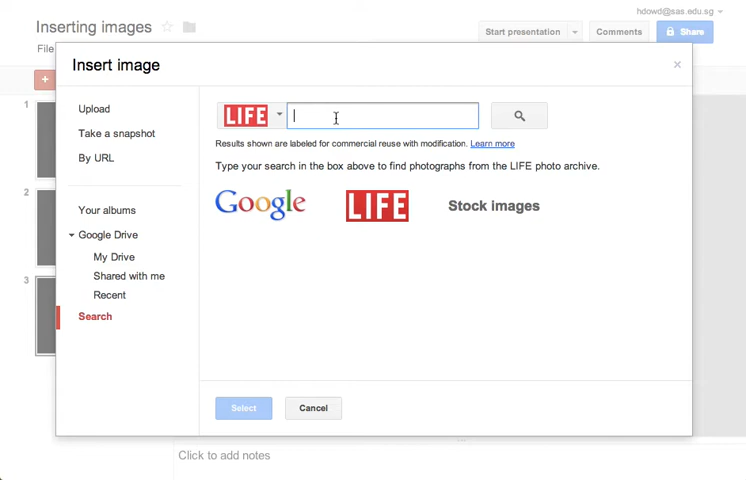 hdowd@sas.edu.sg
Inserting images
Start presentation
Comments
Share
File
Insert image
×
+
1
2
3
Upload
Take a snapshot
By URL
Your albums
Google Drive
My Drive
Shared with me
Recent
Search
LIFE
Results shown are labeled for commercial reuse with modification. Learn more
Type your search in the box above to find photographs from the LIFE photo archive.
Google LIFE Stock images
Select Cancel
Click to add notes